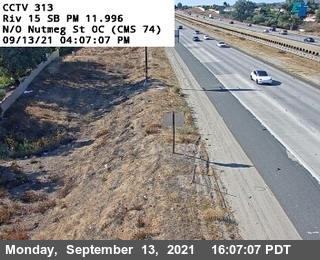 CCTV 313
Riv 15 SB PM 11.996
N/O Nutmeg St OC (CMS 74)
09/13/21 04:07:07 PM
Monday, September 13, 2021 16:07:07 PDT